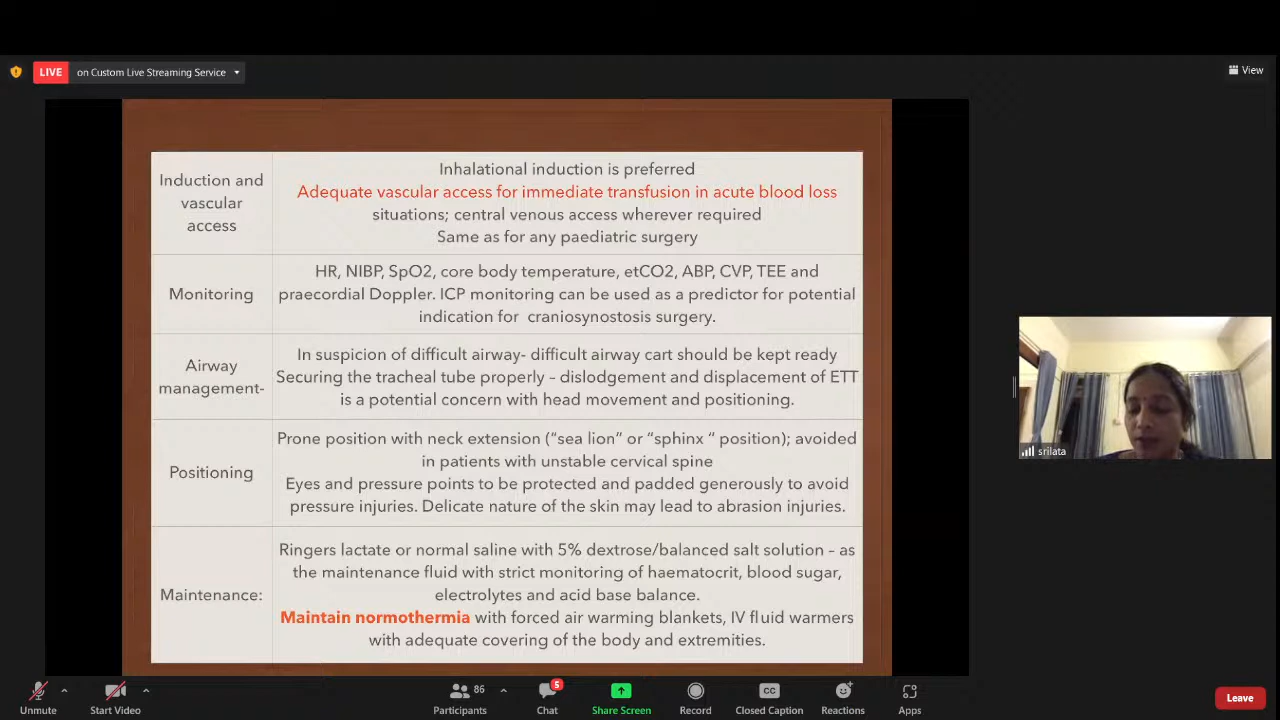 LIVE
on Custom Live Streaming Service
View
Induction and
vascular
access
Inhalational induction is preferred
Adequate vascular access for immediate transfusion in acute blood loss
situations; central venous access wherever required
Same as for any paediatric surgery
Monitoring
HR, NIBP, SpO2, core body temperature, etCO2, ABP, CVP, TEE and
praecordial Doppler. ICP monitoring can be used as a predictor for potential
indication for craniosynostosis surgery.
Airway
management-
In suspicion of difficult airway- difficult airway cart should be kept ready
Securing the tracheal tube properly – dislodgement and displacement of ETT
is a potential concern with head movement and positioning.
Positioning
Prone position with neck extension (“sea lion” or “sphinx “ position); avoided
in patients with unstable cervical spine
Eyes and pressure points to be protected and padded generously to avoid
pressure injuries. Delicate nature of the skin may lead to abrasion injuries.
Maintenance:
Ringers lactate or normal saline with 5% dextrose/balanced salt solution – as
the maintenance fluid with strict monitoring of haematocrit, blood sugar,
electrolytes and acid base balance.
Maintain normothermia with forced air warming blankets, IV fluid warmers
with adequate covering of the body and extremities.
srilata
Unmute
Start Video
86
Participants
5
Chat
Share Screen
Record
CC
Closed Caption
Reactions
Apps
Leave